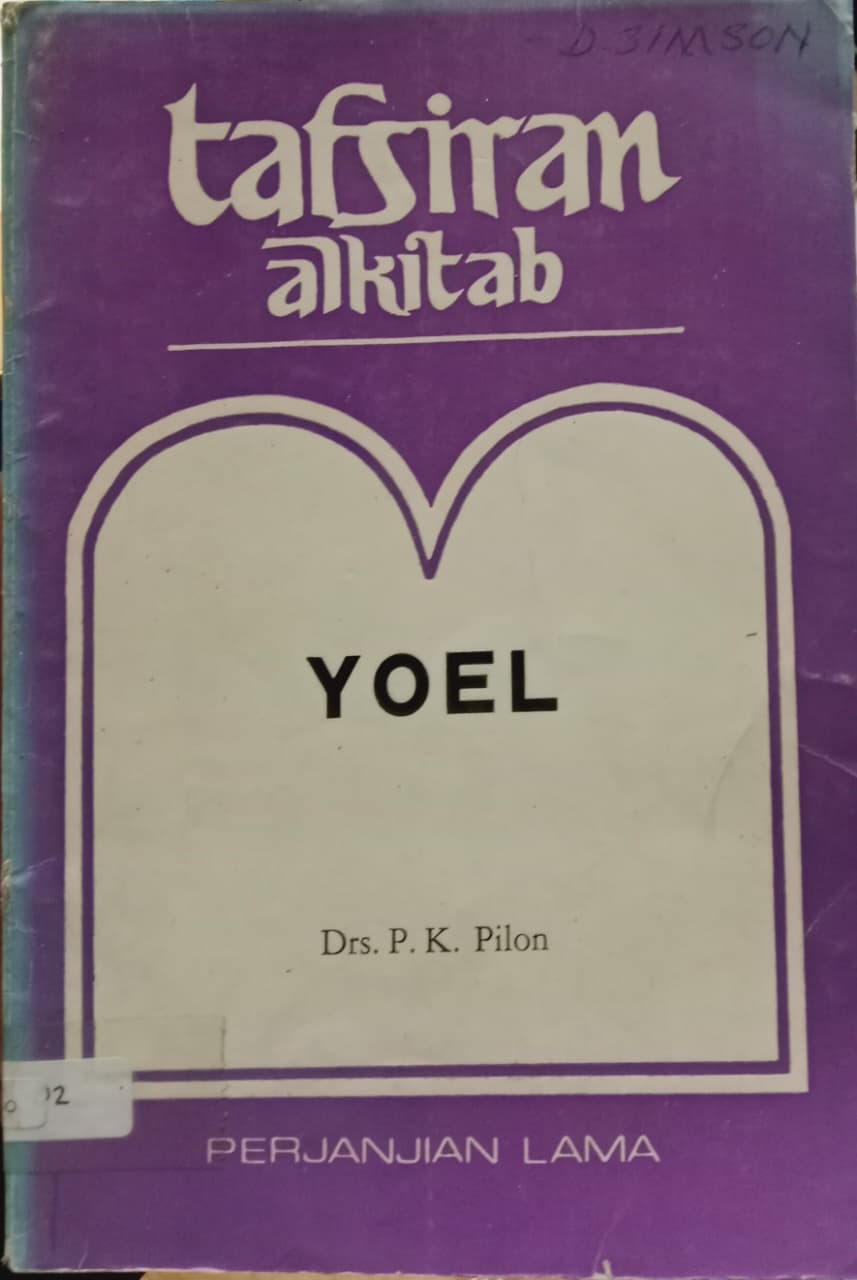 D. SIMSON
tafsiran
alkitab
YOEL
Drs. P. K. Pilon
PERJANJIAN LAMA